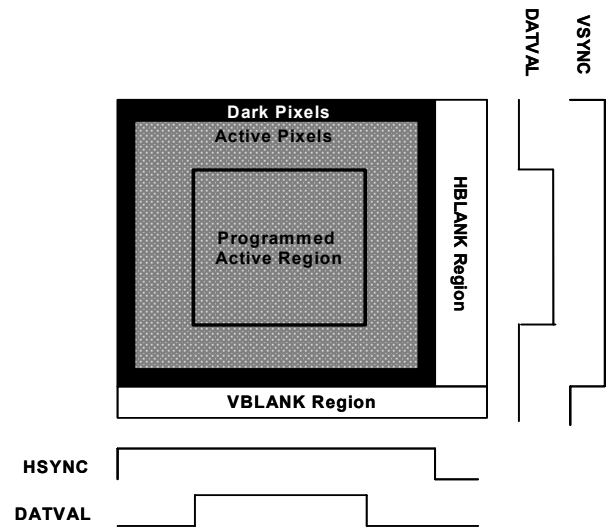 DATVAL
VSYNC
Dark Pixels
Active Pixels
HBLANK Region
Programmed
Active Region
VBLANK Region
HSYNC
DATVAL